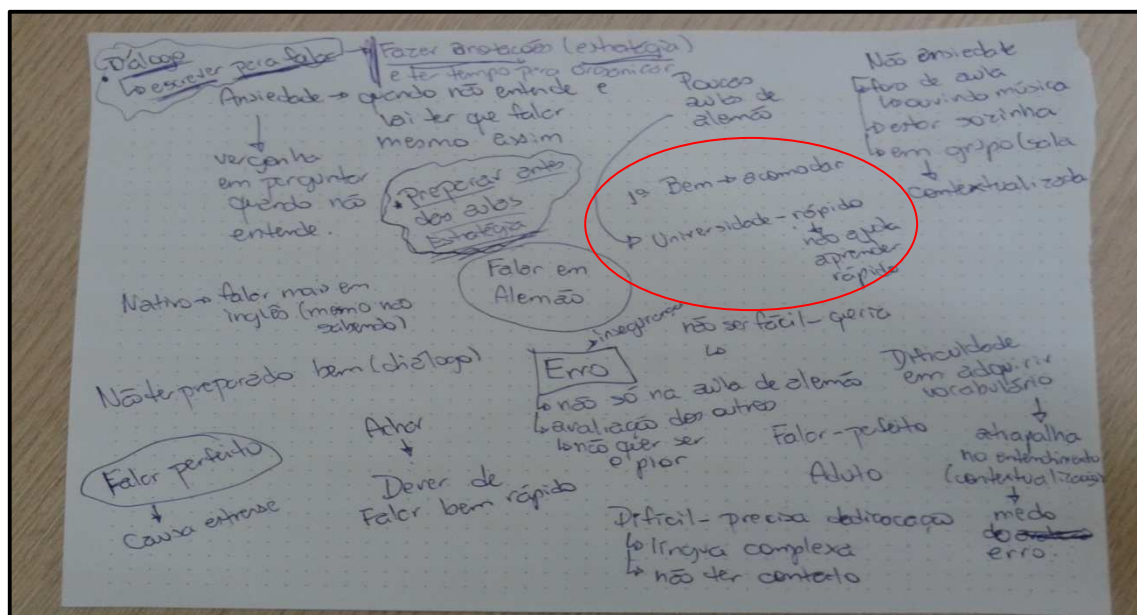 Diálogo
↳ escrever para falar → Fazer anotações (estratégia)
e ter tempo para organizar
Ansiedade → quando não entende e
vai ter que falar
mesmo assim
↓
vergonha
em perguntar
quando não
entende.
• Preparar antes
das aulas
Estratégia
Poucas
aulas de
alemão
1º Bem → acomodar
Universidade - rápido
↓
não ajuda
aprender
rápido
Não ansiedade
fora de aula
↳ ouvindo música
estar sozinha
↳ em grupo (sala
↓
contextualizada
Falar em
Alemão
Nativo → falar mais em
inglês (mesmo não
sabendo)
Não ter preparado bem (diálogo)
Erro → insegurança
↳ não só na aula de alemão
↳ avaliação dos outros
↳ não quer ser
o pior
não ser fácil - queria
↳
Dificuldade
em adquirir
vocabulário
↓
atrapalha
no entendimento
(contextualização)
↓
medo
do
erro.
Falar perfeito
↓
Causa estresse
Achar
↓
Dever de
Falar bem rápido
Falar - pefeito
Aduto
Difícil - precisa dedicação
↳ língua complexa
↳ não ter contato